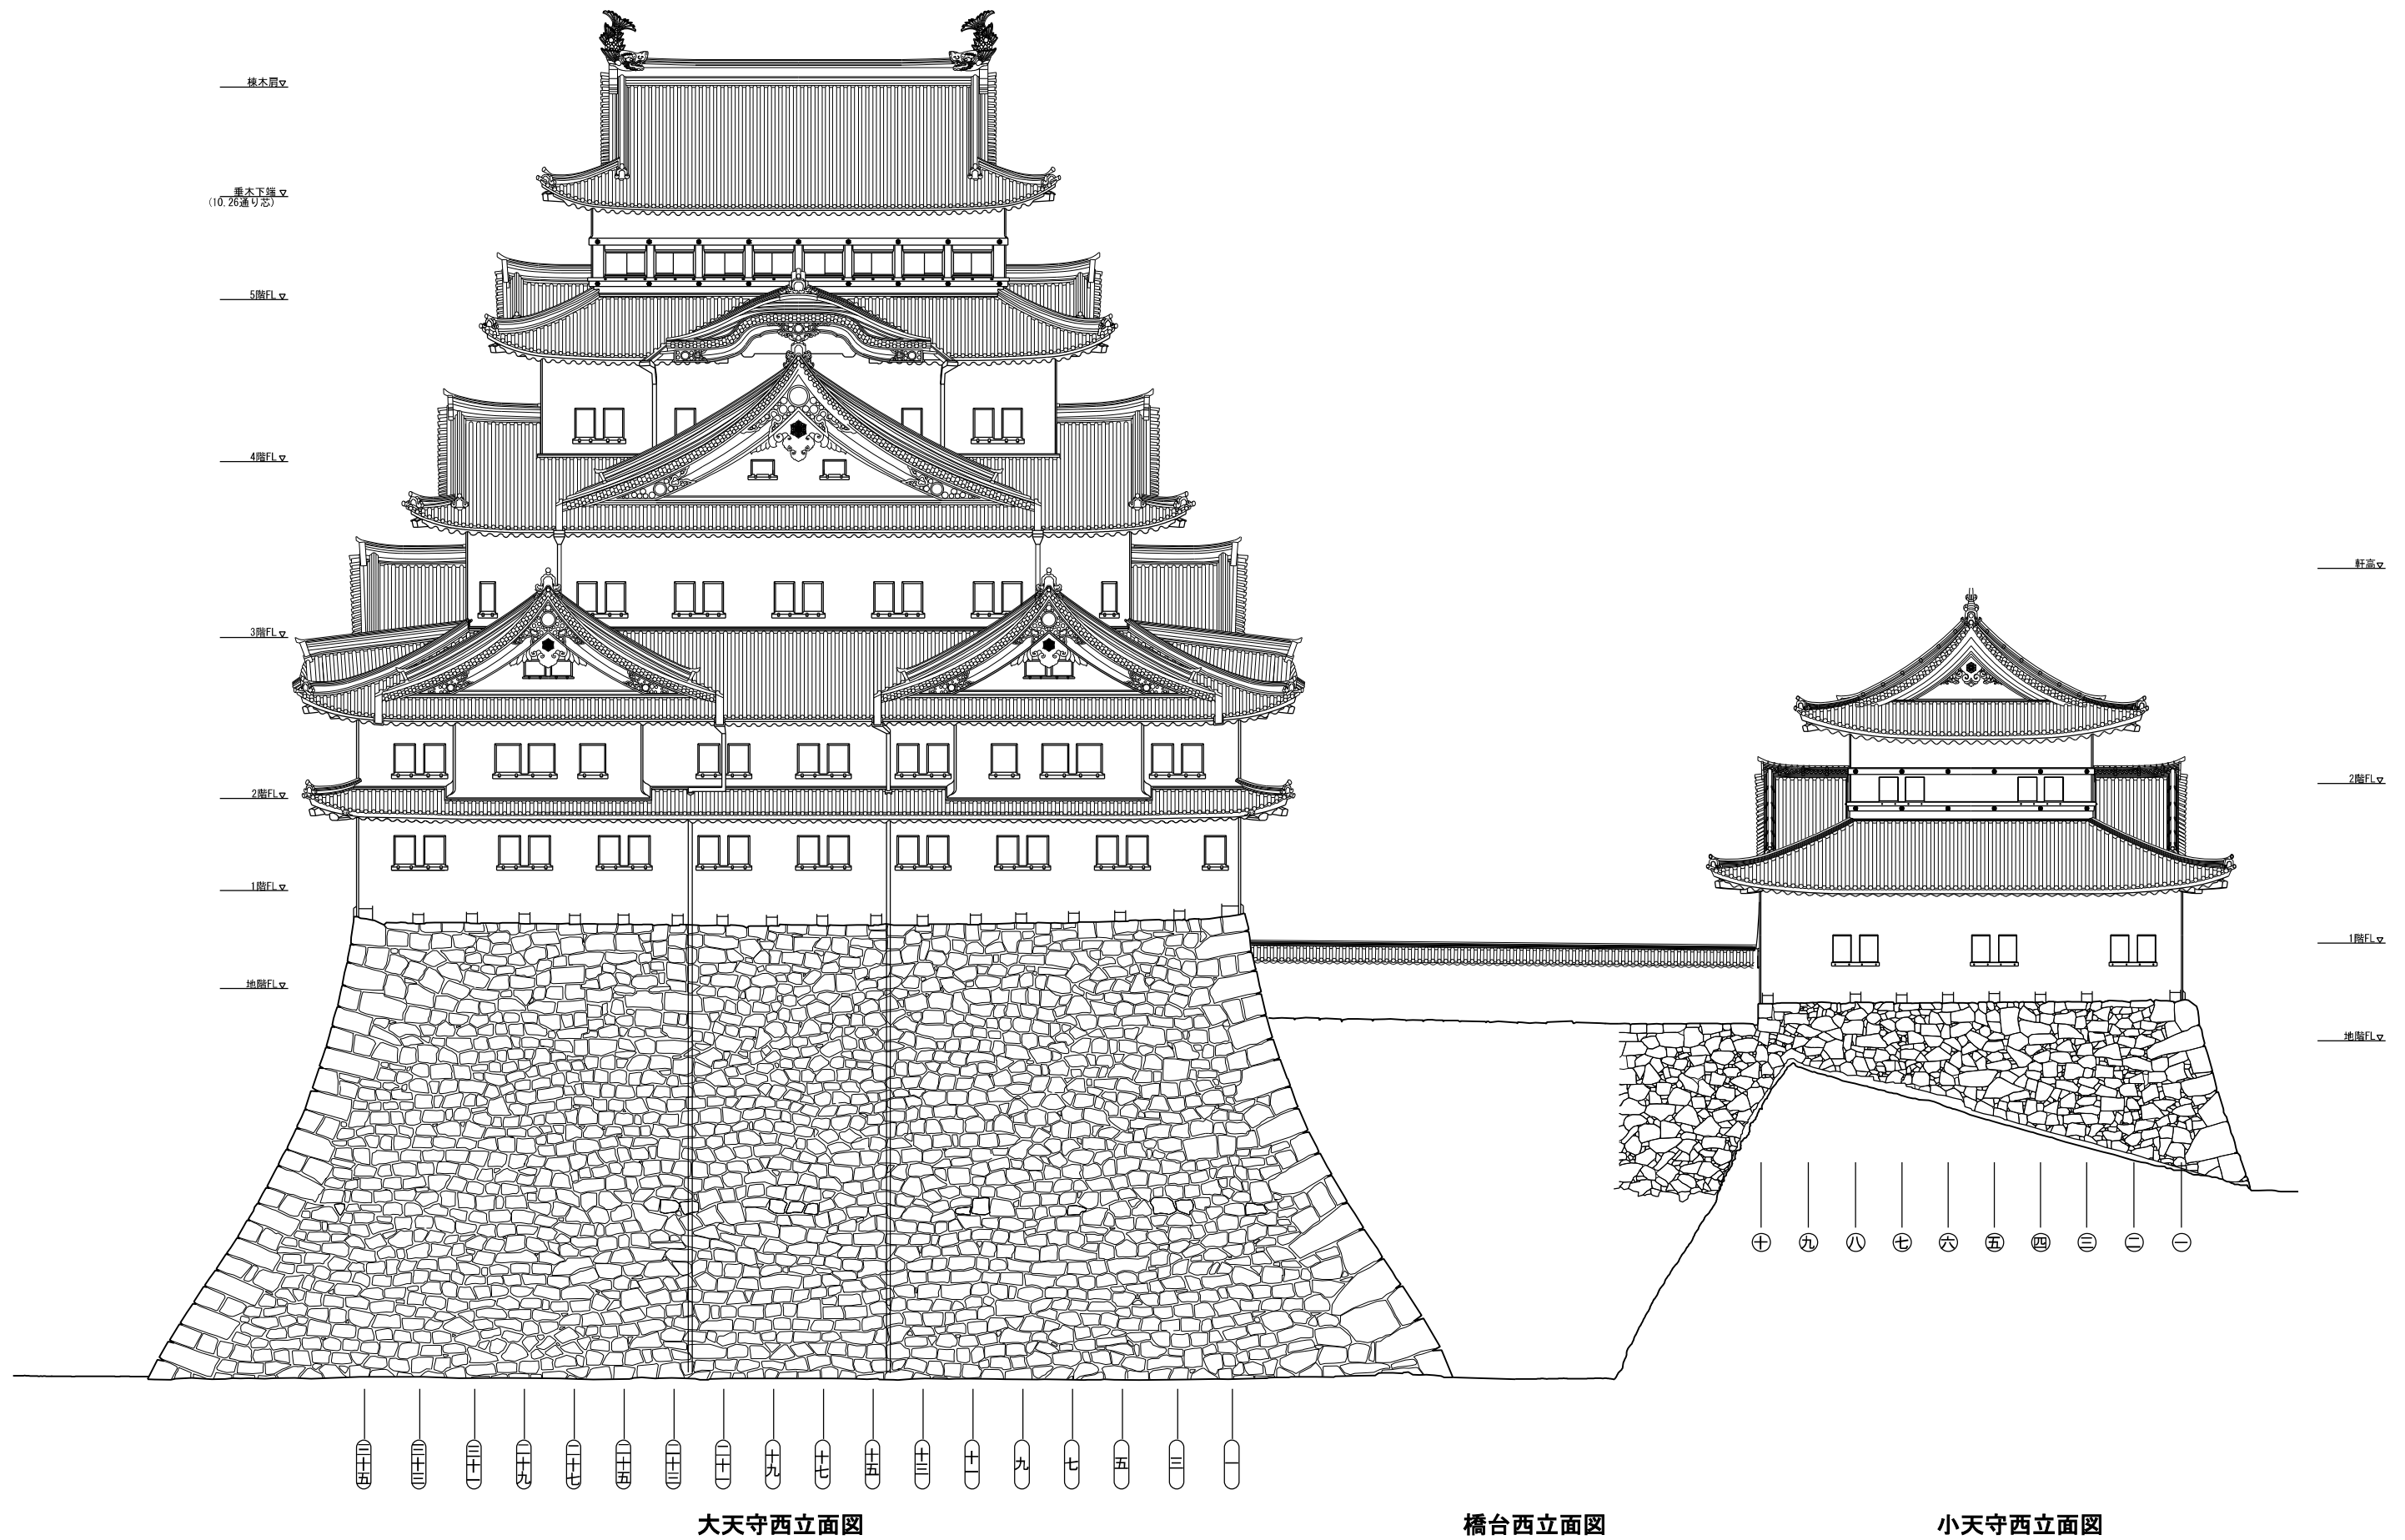 棟木肩▽
垂木下端▽
(10.26通り芯)
5階FL▽
4階FL▽
3階FL▽
2階FL▽
1階FL▽
地階FL▽
軒高▽
2階FL▽
1階FL▽
地階FL▽
十 九 八 七 六 五 四 三 二 一
三十五 三十三 三十一 二十九 二十七 二十五 二十三 二十一 十九 十七 十五 十三 十一 九 七 五 三 一
大天守西立面図 橋台西立面図 小天守西立面図